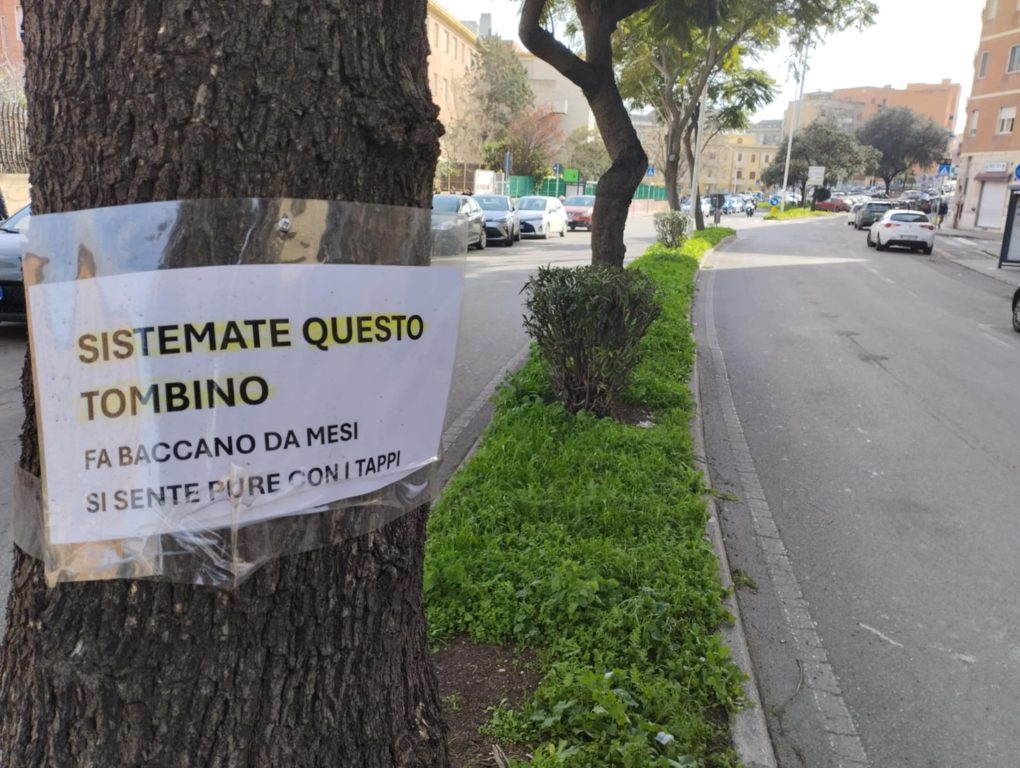 SISTEMATE QUESTO
TOMBINO
FA BACCANO DA MESI
SI SENTE PURE CON I TAPPI